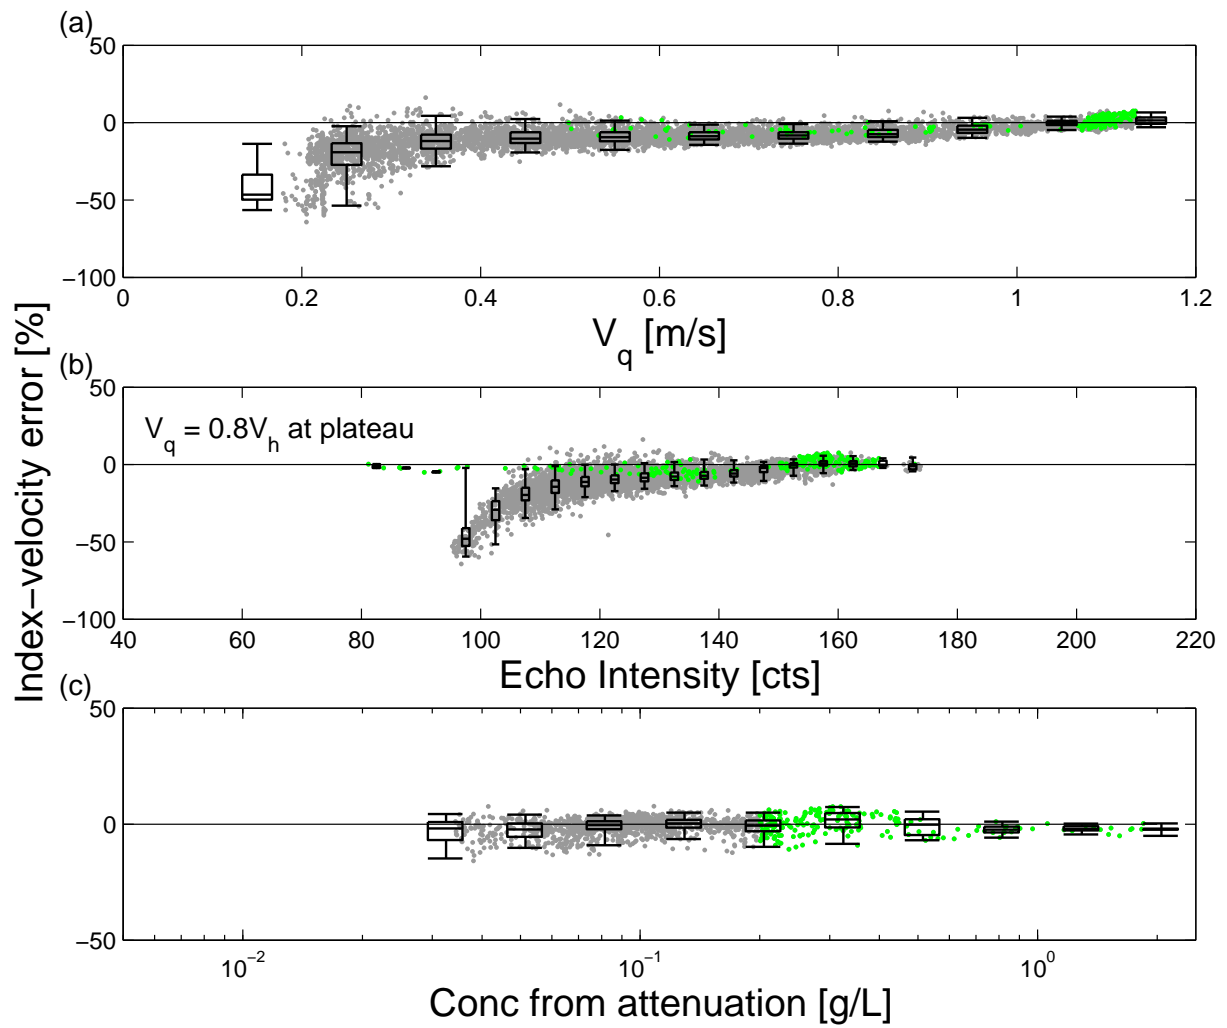 (a)
50
0
−50
−100
0 0.2 0.4 0.6 0.8 1 1.2
V_q [m/s]
Index−velocity error [%]
(b)
50
0
−50
−100
V_q = 0.8V_h at plateau
40 60 80 100 120 140 160 180 200 220
Echo Intensity [cts]
(c)
50
0
−50
10^−2 10^−1 10^0
Conc from attenuation [g/L]